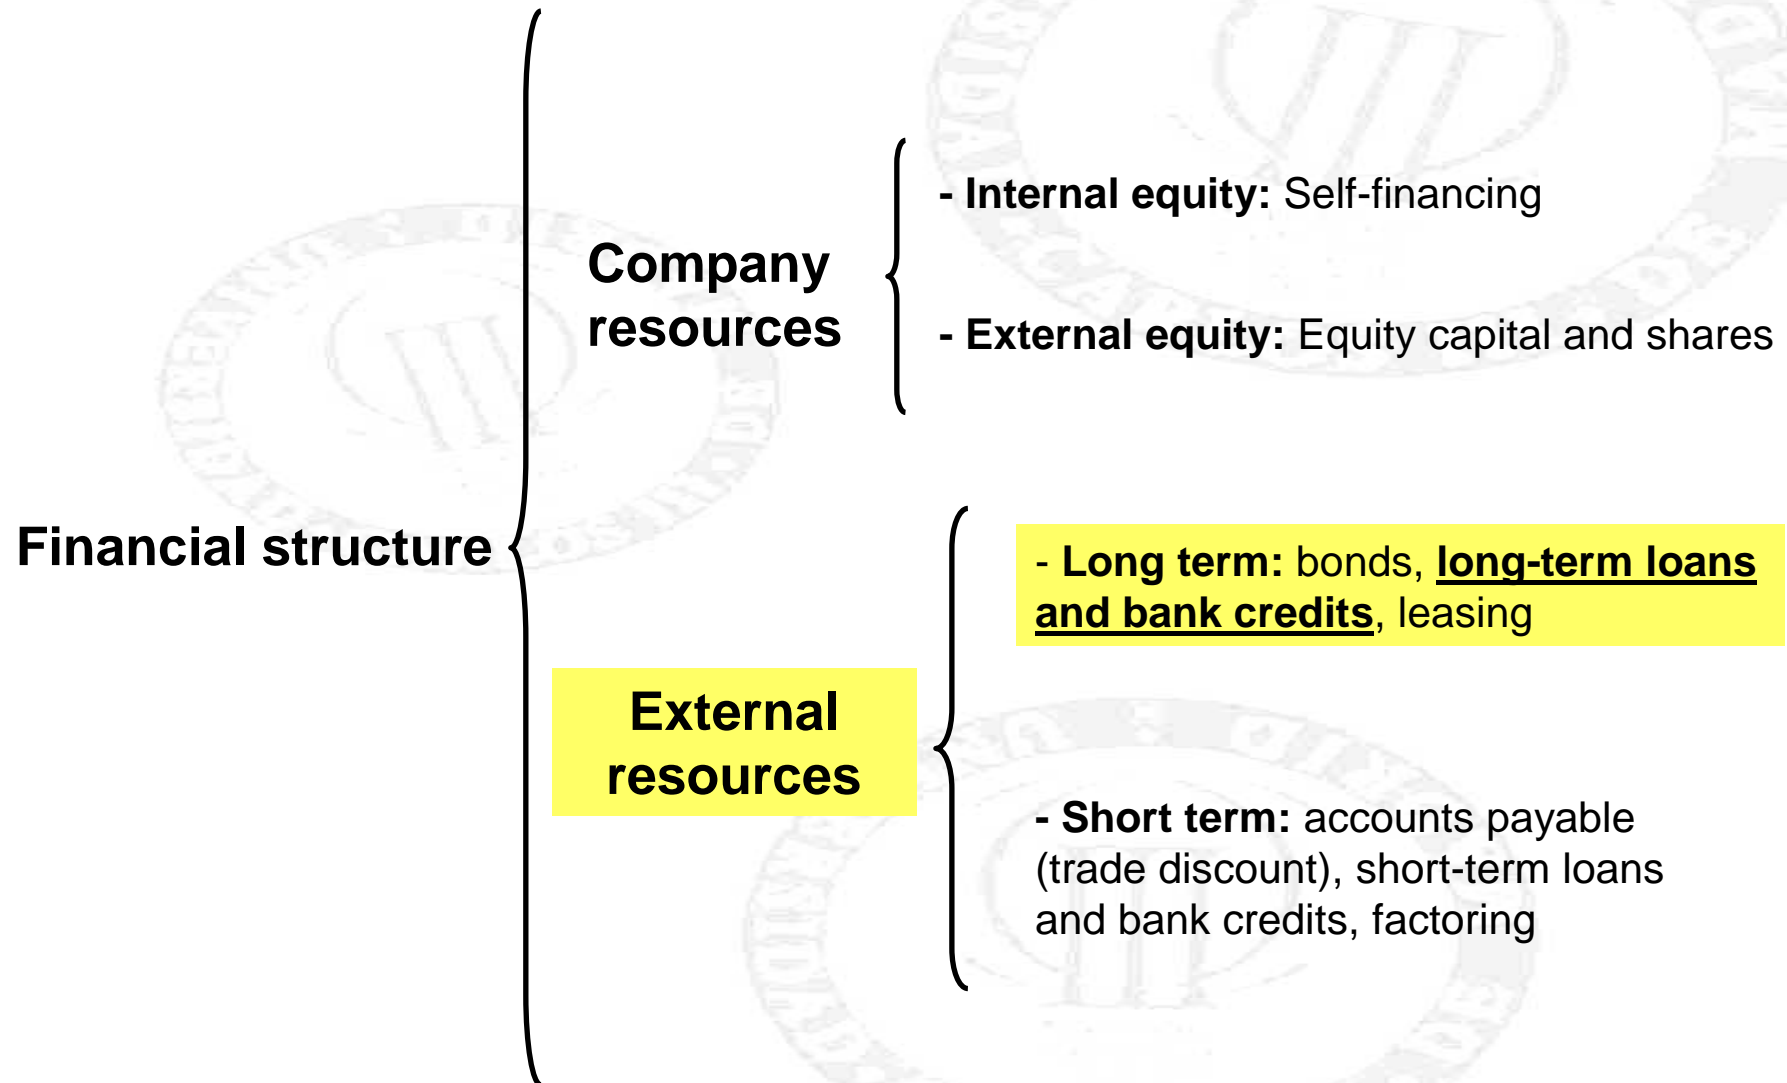 Financial structure
Company
resources
- Internal equity: Self-financing
- External equity: Equity capital and shares
External
resources
- Long term: bonds, long-term loans
and bank credits, leasing
- Short term: accounts payable
(trade discount), short-term loans
and bank credits, factoring